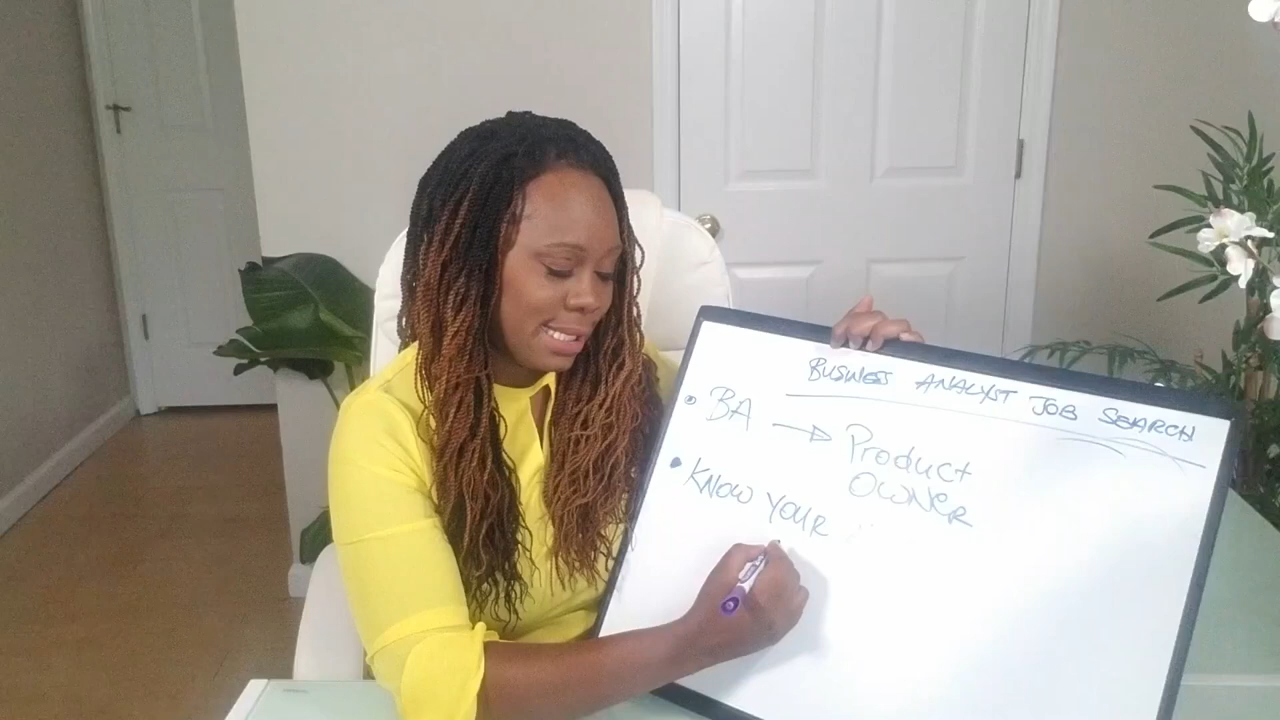 BUSINESS ANALYST JOB SEARCH
• BA → Product
OWNER
• KNOW YOUR